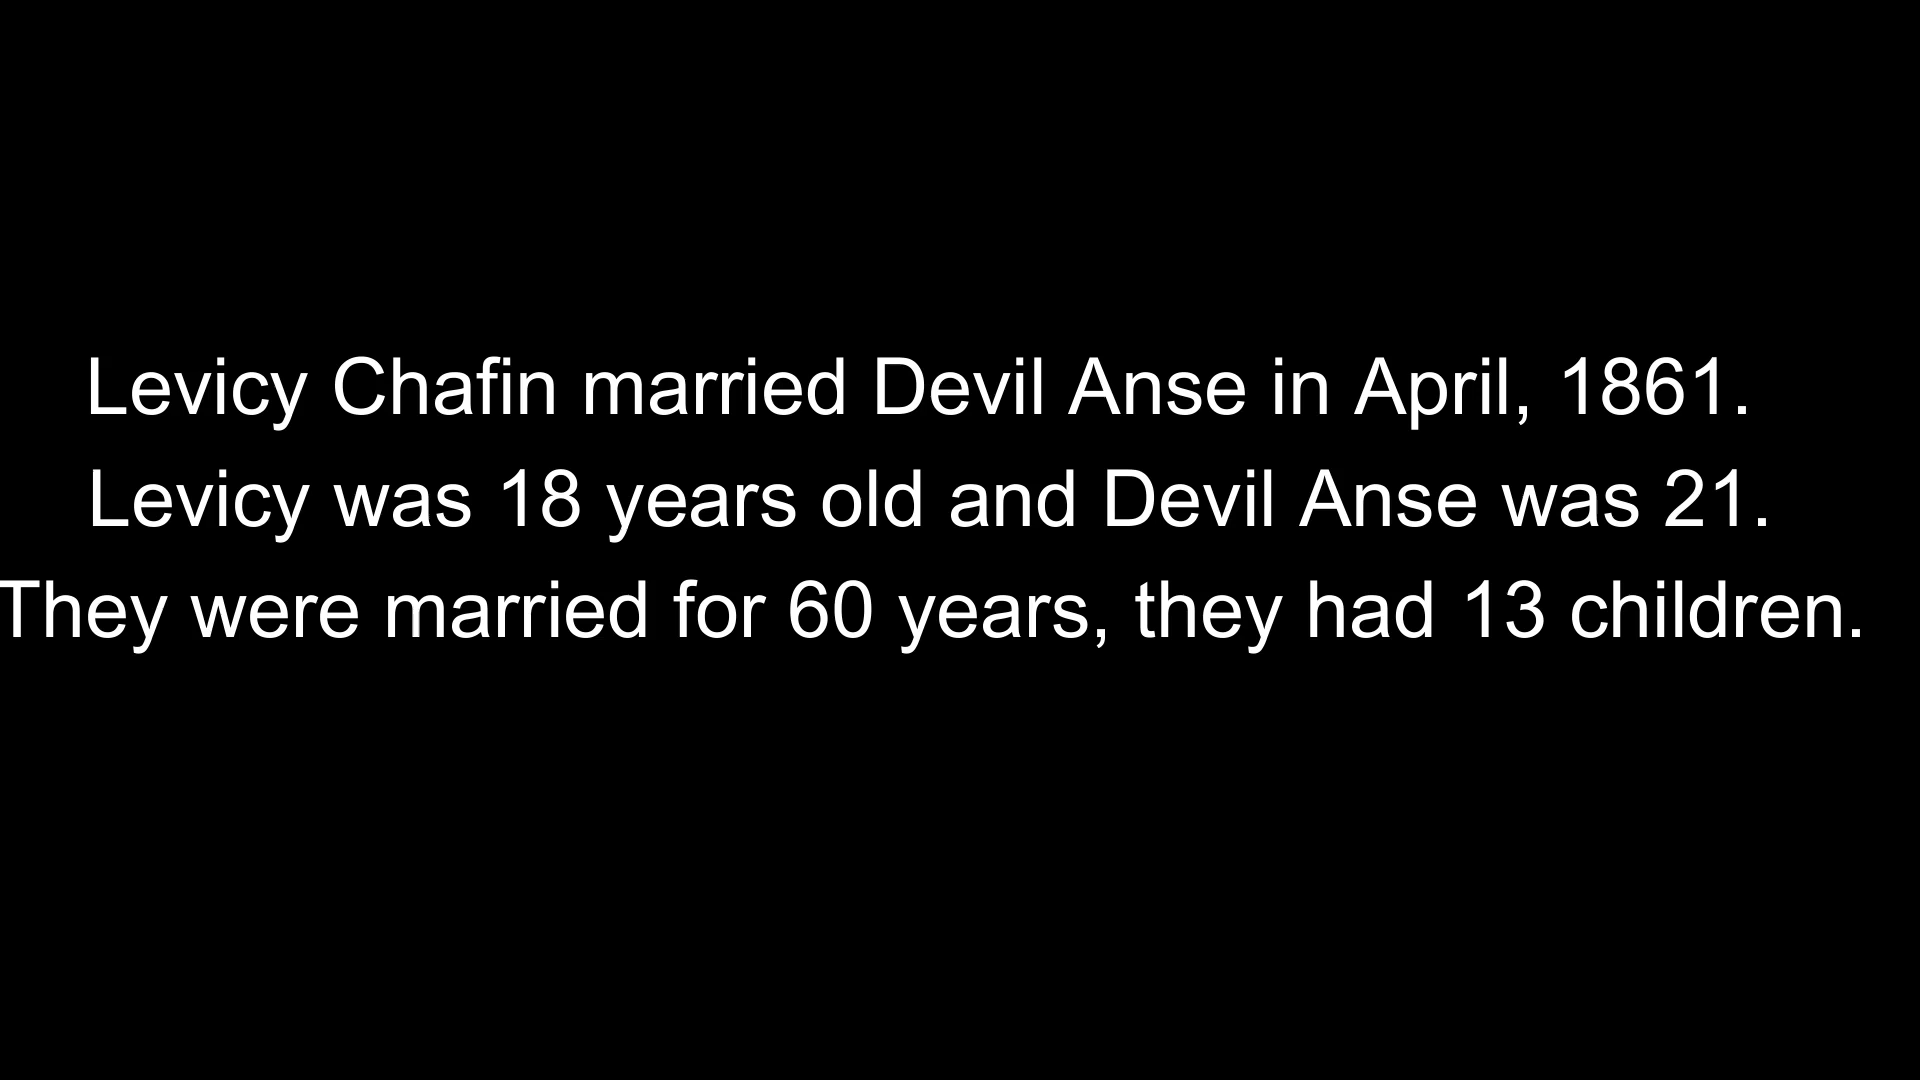 Levicy Chafin married Devil Anse in April, 1861.
Levicy was 18 years old and Devil Anse was 21.
They were married for 60 years, they had 13 children.